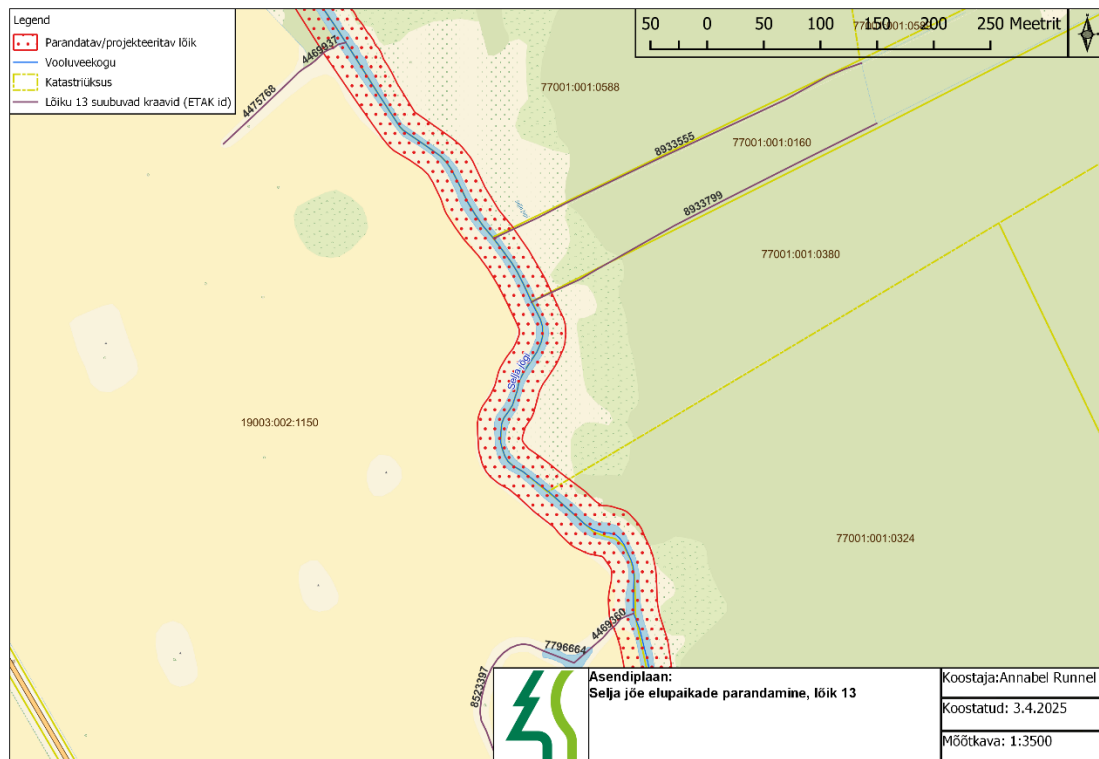 Legend
Parandatav/projekteeritav lõik
Vooluveekogu
Katastriüksus
Lõiku 13 suubuvad kraavid (ETAK id)
50 0 50 100 150 200 250 Meetrit
4469937
4475768
77001:001:0588
8933555
77001:001:0160
8933799
77001:001:0380
Selja jõgi
19003:002:1150
77001:001:0324
4469360
7796664
8523397
Asendiplaan:
Selja jõe elupaikade parandamine, lõik 13
Koostaja:Annabel Runnel
Koostatud: 3.4.2025
Mõõtkava: 1:3500